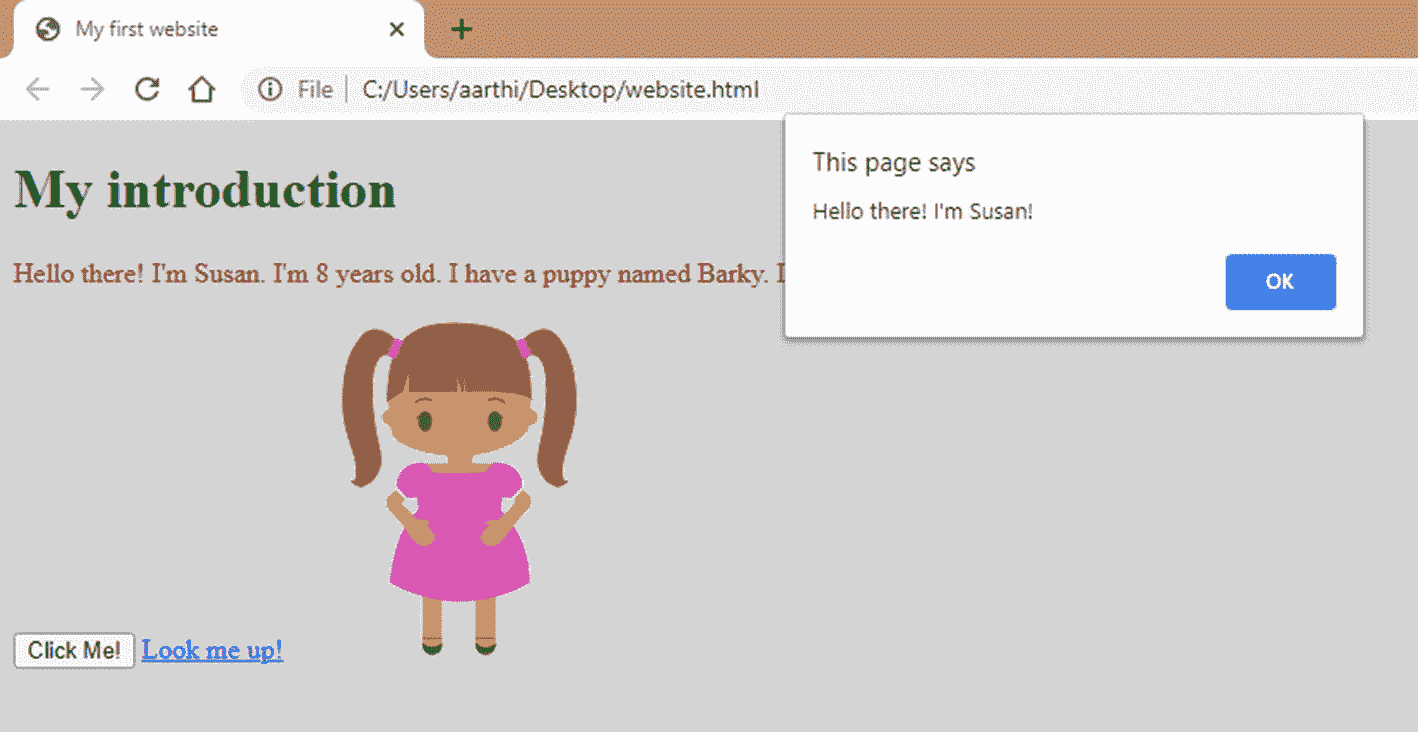 My first website
File C:/Users/aarthi/Desktop/website.html
This page says
Hello there! I'm Susan!
OK
My introduction
Hello there! I'm Susan. I'm 8 years old. I have a puppy named Barky.
Click Me! Look me up!